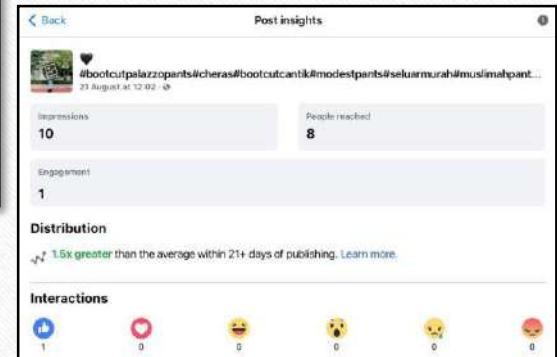 Back
Post insights
#bootcutpalazzopants#cheras#bootcutcantik#modestpants#seluarmurah#muslimahpant...
23 August at 12:02 ·
Impressions
10
People reached
8
Engagement
1
Distribution
1.5x greater than the average within 21+ days of publishing. Learn more.
Interactions
1 0 0 0 0 0